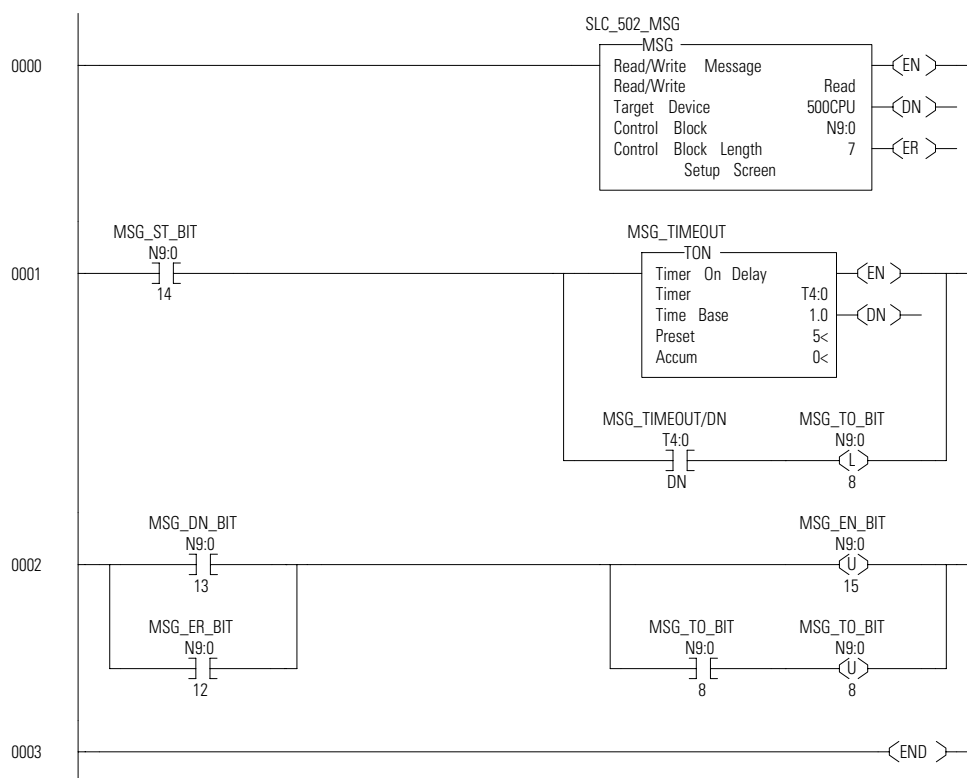 SLC_502_MSG
MSG
0000
EN
Read/Write Message
Read/Write Read
Target Device 500CPU
DN
Control Block N9:0
Control Block Length 7
ER
Setup Screen
MSG_ST_BIT
N9:0
14
0001
MSG_TIMEOUT
TON
Timer On Delay
EN
Timer T4:0
Time Base 1.0
DN
Preset 5<
Accum 0<
MSG_TIMEOUT/DN
T4:0
DN
MSG_TO_BIT
N9:0
L
8
MSG_DN_BIT
N9:0
0002
13
MSG_EN_BIT
N9:0
U
15
MSG_ER_BIT
N9:0
12
MSG_TO_BIT
N9:0
8
MSG_TO_BIT
N9:0
U
8
0003
END